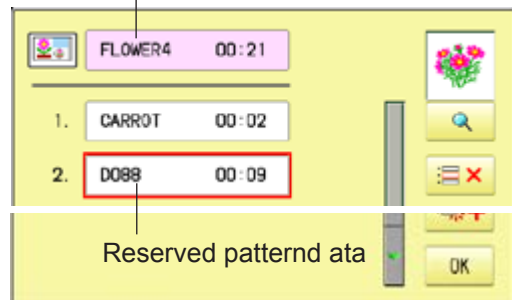 FLOWER4 00:21
1. CARROT 00:02
2. D088 00:09
Reserved patternd ata
OK